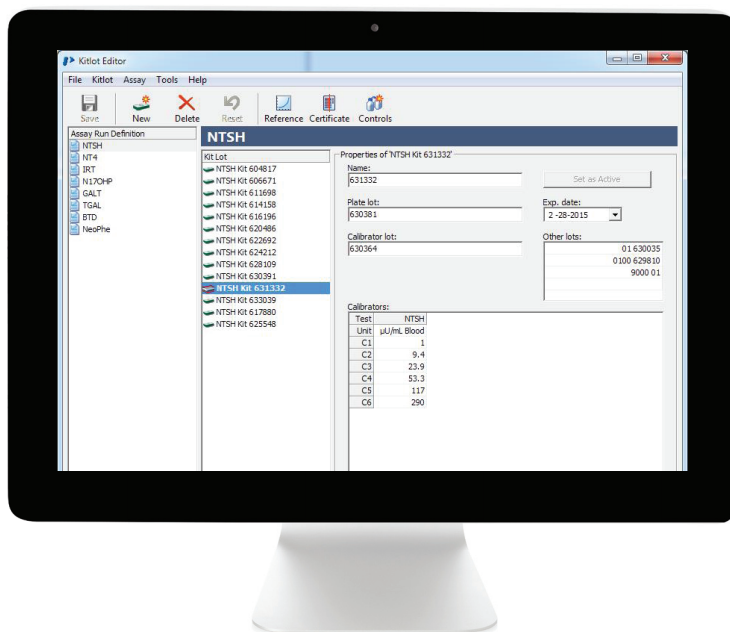 Kitlot Editor
File Kitlot Assay Tools Help
Save New Delete Reset Reference Certificate Controls
Assay Run Definition
NTSH
NT4
IRT
N17OHP
GALT
TGAL
BTD
NeoPhe
NTSH
Kit Lot
NTSH Kit 604817
NTSH Kit 606671
NTSH Kit 611698
NTSH Kit 614158
NTSH Kit 616196
NTSH Kit 620486
NTSH Kit 622692
NTSH Kit 624212
NTSH Kit 628109
NTSH Kit 630391
NTSH Kit 631332
NTSH Kit 633039
NTSH Kit 617880
NTSH Kit 625548
Properties of 'NTSH Kit 631332'
Name:
631332
Set as Active
Plate lot:
630381
Exp. date:
2 -28-2015
Calibrator lot:
630364
Other lots:
01 630035
0100 629810
9000 01
Calibrators:
Test NTSH
Unit µU/mL Blood
C1 1
C2 9.4
C3 23.9
C4 53.3
C5 117
C6 290